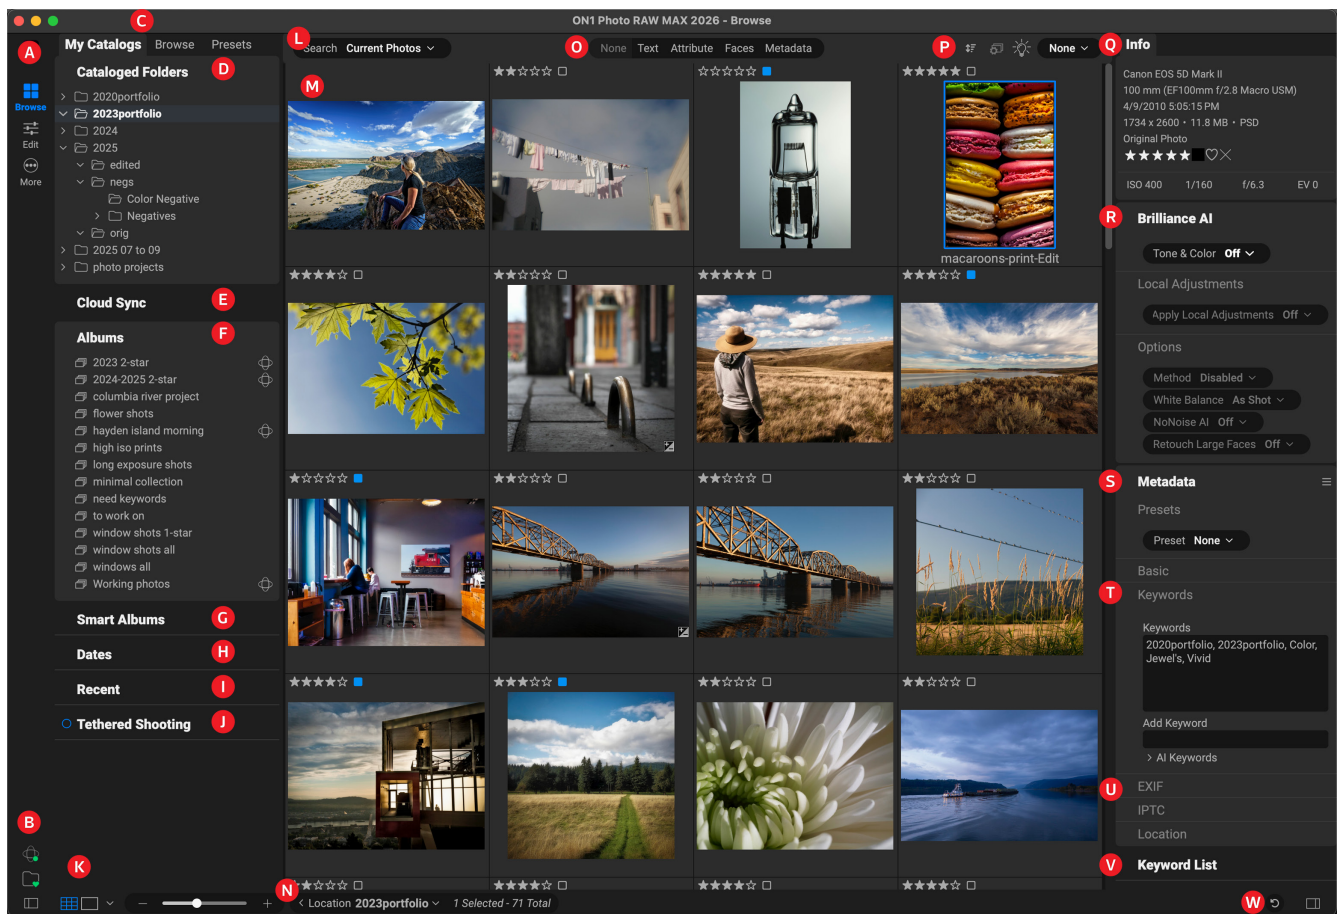 ON1 Photo RAW MAX 2026 - Browse
C
A
My Catalogs Browse Presets
L
Search Current Photos
O
None Text Attribute Faces Metadata
P
None
Q
Info
Browse
Edit
More
Cataloged Folders
D
2020portfolio
2023portfolio
2024
2025
edited
negs
Color Negative
Negatives
orig
2025 07 to 09
photo projects
Cloud Sync
E
Albums
F
2023 2-star
2024-2025 2-star
columbia river project
flower shots
hayden island morning
high iso prints
long exposure shots
minimal collection
need keywords
to work on
window shots 1-star
window shots all
windows all
Working photos
Smart Albums
G
Dates
H
Recent
I
Tethered Shooting
J
B
K
M
macaroons-print-Edit
N
Location 2023portfolio
1 Selected - 71 Total
Canon EOS 5D Mark II
100 mm (EF100mm f/2.8 Macro USM)
4/9/2010 5:05:15 PM
1734 x 2600 • 11.8 MB • PSD
Original Photo
ISO 400 1/160 f/6.3 EV 0
R
Brilliance AI
Tone & Color Off
Local Adjustments
Apply Local Adjustments Off
Options
Method Disabled
White Balance As Shot
NoNoise AI Off
Retouch Large Faces Off
S
Metadata
Presets
Preset None
Basic
T
Keywords
Keywords
2020portfolio, 2023portfolio, Color,
Jewel's, Vivid
Add Keyword
AI Keywords
U
EXIF
IPTC
Location
V
Keyword List
W